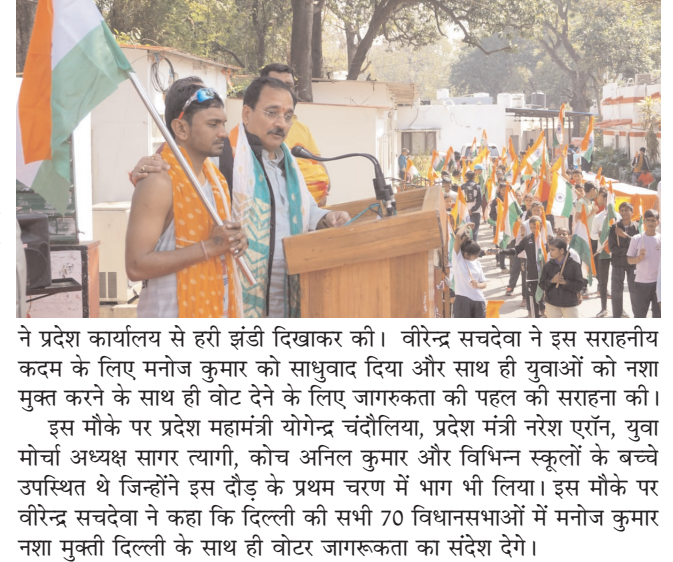 ने प्रदेश कार्यालय से हरी झंडी दिखाकर की। वीरेन्द्र सचदेवा ने इस सराहनीय
कदम के लिए मनोज कुमार को साधुवाद दिया और साथ ही युवाओं को नशा
मुक्त करने के साथ ही वोट देने के लिए जागरुकता की पहल की सराहना की।
इस मौके पर प्रदेश महामंत्री योगेन्द्र चंदौलिया, प्रदेश मंत्री नरेश एरॉन, युवा
मोर्चा अध्यक्ष सागर त्यागी, कोच अनिल कुमार और विभिन्न स्कूलों के बच्चे
उपस्थित थे जिन्होंने इस दौड़ के प्रथम चरण में भाग भी लिया। इस मौके पर
वीरेन्द्र सचदेवा ने कहा कि दिल्ली की सभी 70 विधानसभाओं में मनोज कुमार
नशा मुक्ती दिल्ली के साथ ही वोटर जागरूकता का संदेश देगे।